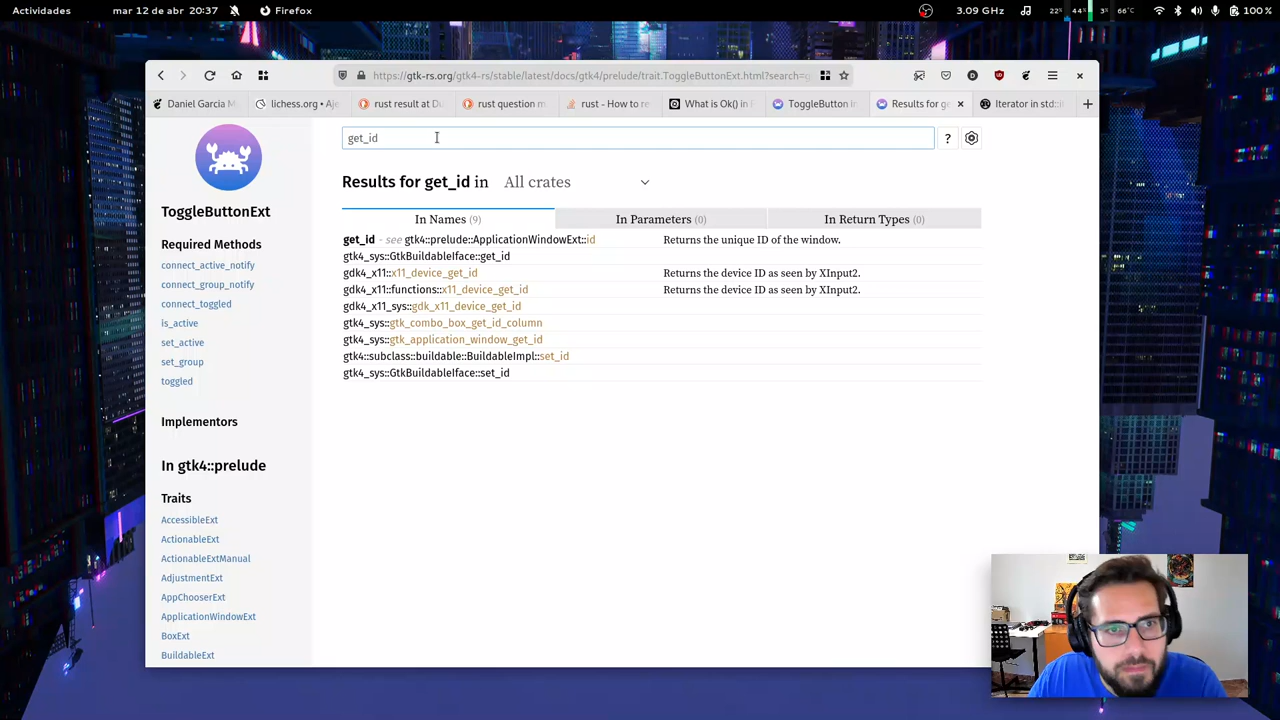 Actividades
mar 12 de abr 20:37
Firefox
3.09 GHz
22%
44%
3%
66°C
100 %
https://gtk-rs.org/gtk4-rs/stable/latest/docs/gtk4/prelude/trait.ToggleButtonExt.html?search=g
Daniel Garcia M
lichess.org • Aje
rust result at Du
rust question m
rust - How to re
What is Ok() in
ToggleButton in
Results for ge
Iterator in std::it
get_id
?
Results for get_id in All crates
In Names (9)
In Parameters (0)
In Return Types (0)
get_id - see gtk4::prelude::ApplicationWindowExt::id Returns the unique ID of the window.
gtk4_sys::GtkBuildableIface::get_id
gdk4_x11::x11_device_get_id Returns the device ID as seen by XInput2.
gdk4_x11::functions::x11_device_get_id Returns the device ID as seen by XInput2.
gdk4_x11_sys::gdk_x11_device_get_id
gtk4_sys::gtk_combo_box_get_id_column
gtk4_sys::gtk_application_window_get_id
gtk4::subclass::buildable::BuildableImpl::set_id
gtk4_sys::GtkBuildableIface::set_id
ToggleButtonExt
Required Methods
connect_active_notify
connect_group_notify
connect_toggled
is_active
set_active
set_group
toggled
Implementors
In gtk4::prelude
Traits
AccessibleExt
ActionableExt
ActionableExtManual
AdjustmentExt
AppChooserExt
ApplicationWindowExt
BoxExt
BuildableExt